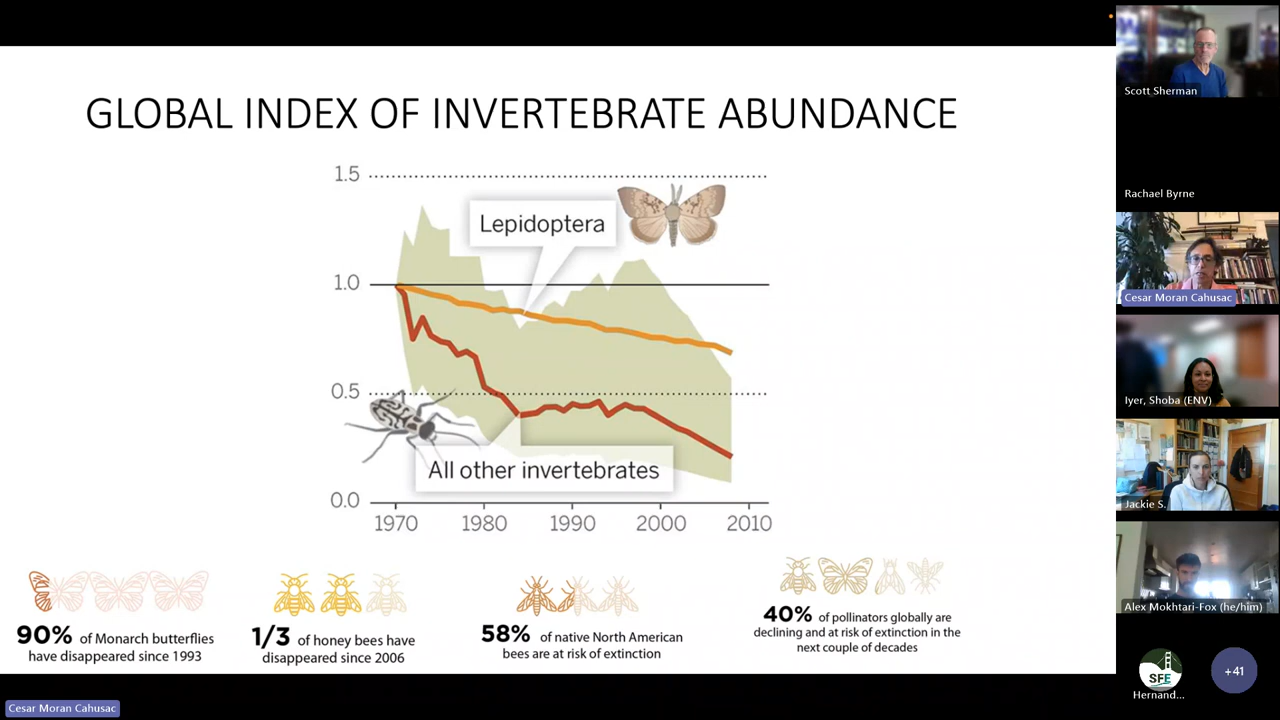 GLOBAL INDEX OF INVERTEBRATE ABUNDANCE
1.5
Lepidoptera
1.0
0.5
All other invertebrates
0.0
1970 1980 1990 2000 2010
90% of Monarch butterflies
have disappeared since 1993
1/3 of honey bees have
disappeared since 2006
58% of native North American
bees are at risk of extinction
40% of pollinators globally are
declining and at risk of extinction in the
next couple of decades
Scott Sherman
Rachael Byrne
Cesar Moran Cahusac
Iyer, Shoba (ENV)
Jackie S.
Alex Mokhtari-Fox (he/him)
SFE
Hernand...
+41
Cesar Moran Cahusac